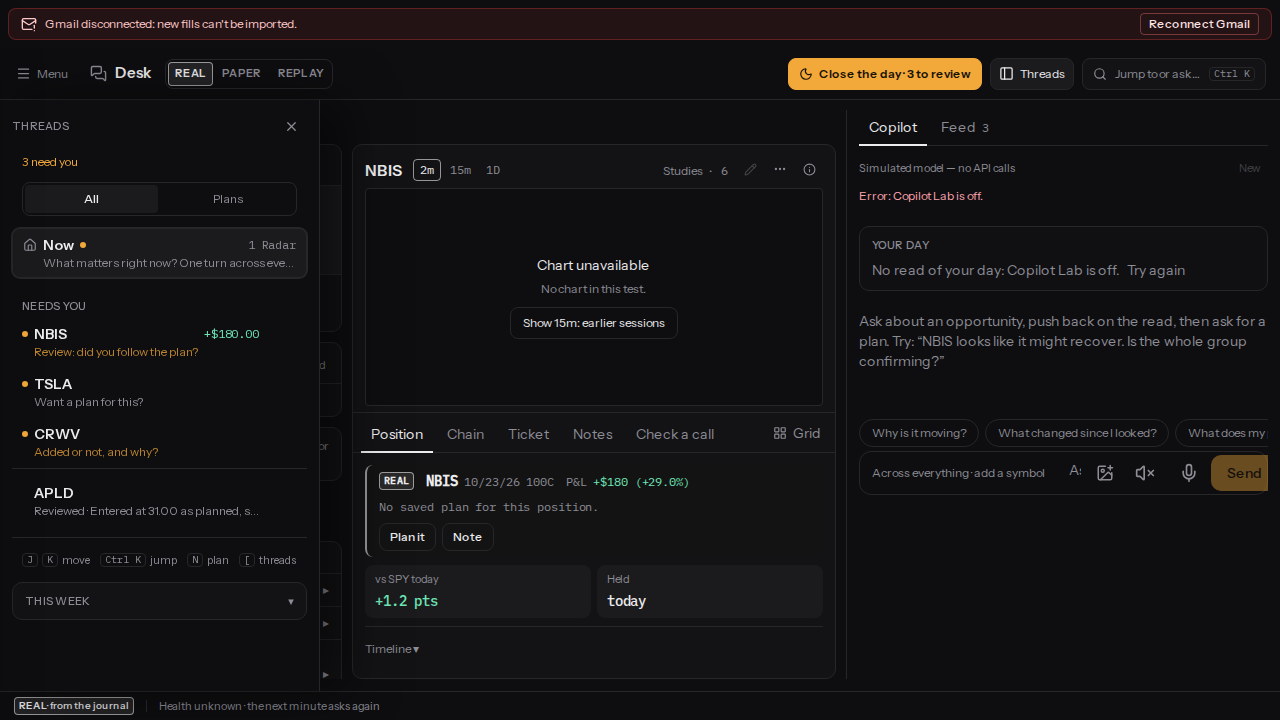 Gmail disconnected: new fills can't be imported.
Reconnect Gmail
Menu
Desk
REAL PAPER REPLAY
Close the day · 3 to review
Threads
Jump to or ask... Ctrl K
THREADS
3 need you
All Plans
Now 1 Radar
What matters right now? One turn across eve...
NEEDS YOU
NBIS +$180.00
Review: did you follow the plan?
TSLA
Want a plan for this?
CRWV
Added or not, and why?
APLD
Reviewed · Entered at 31.00 as planned, s...
J K move Ctrl K jump N plan [ threads
THIS WEEK
NBIS 2m 15m 1D
Studies · 6
Chart unavailable
No chart in this test.
Show 15m: earlier sessions
Position Chain Ticket Notes Check a call Grid
REAL NBIS 10/23/26 100C P&L +$180 (+29.0%)
No saved plan for this position.
Plan it Note
vs SPY today
+1.2 pts
Held
today
Timeline
Copilot Feed 3
Simulated model — no API calls New
Error: Copilot Lab is off.
YOUR DAY
No read of your day: Copilot Lab is off. Try again
Ask about an opportunity, push back on the read, then ask for a
plan. Try: “NBIS looks like it might recover. Is the whole group
confirming?”
Why is it moving? What changed since I looked? What does my
Across everything · add a symbol
Send
REAL · from the journal
Health unknown · the next minute asks again